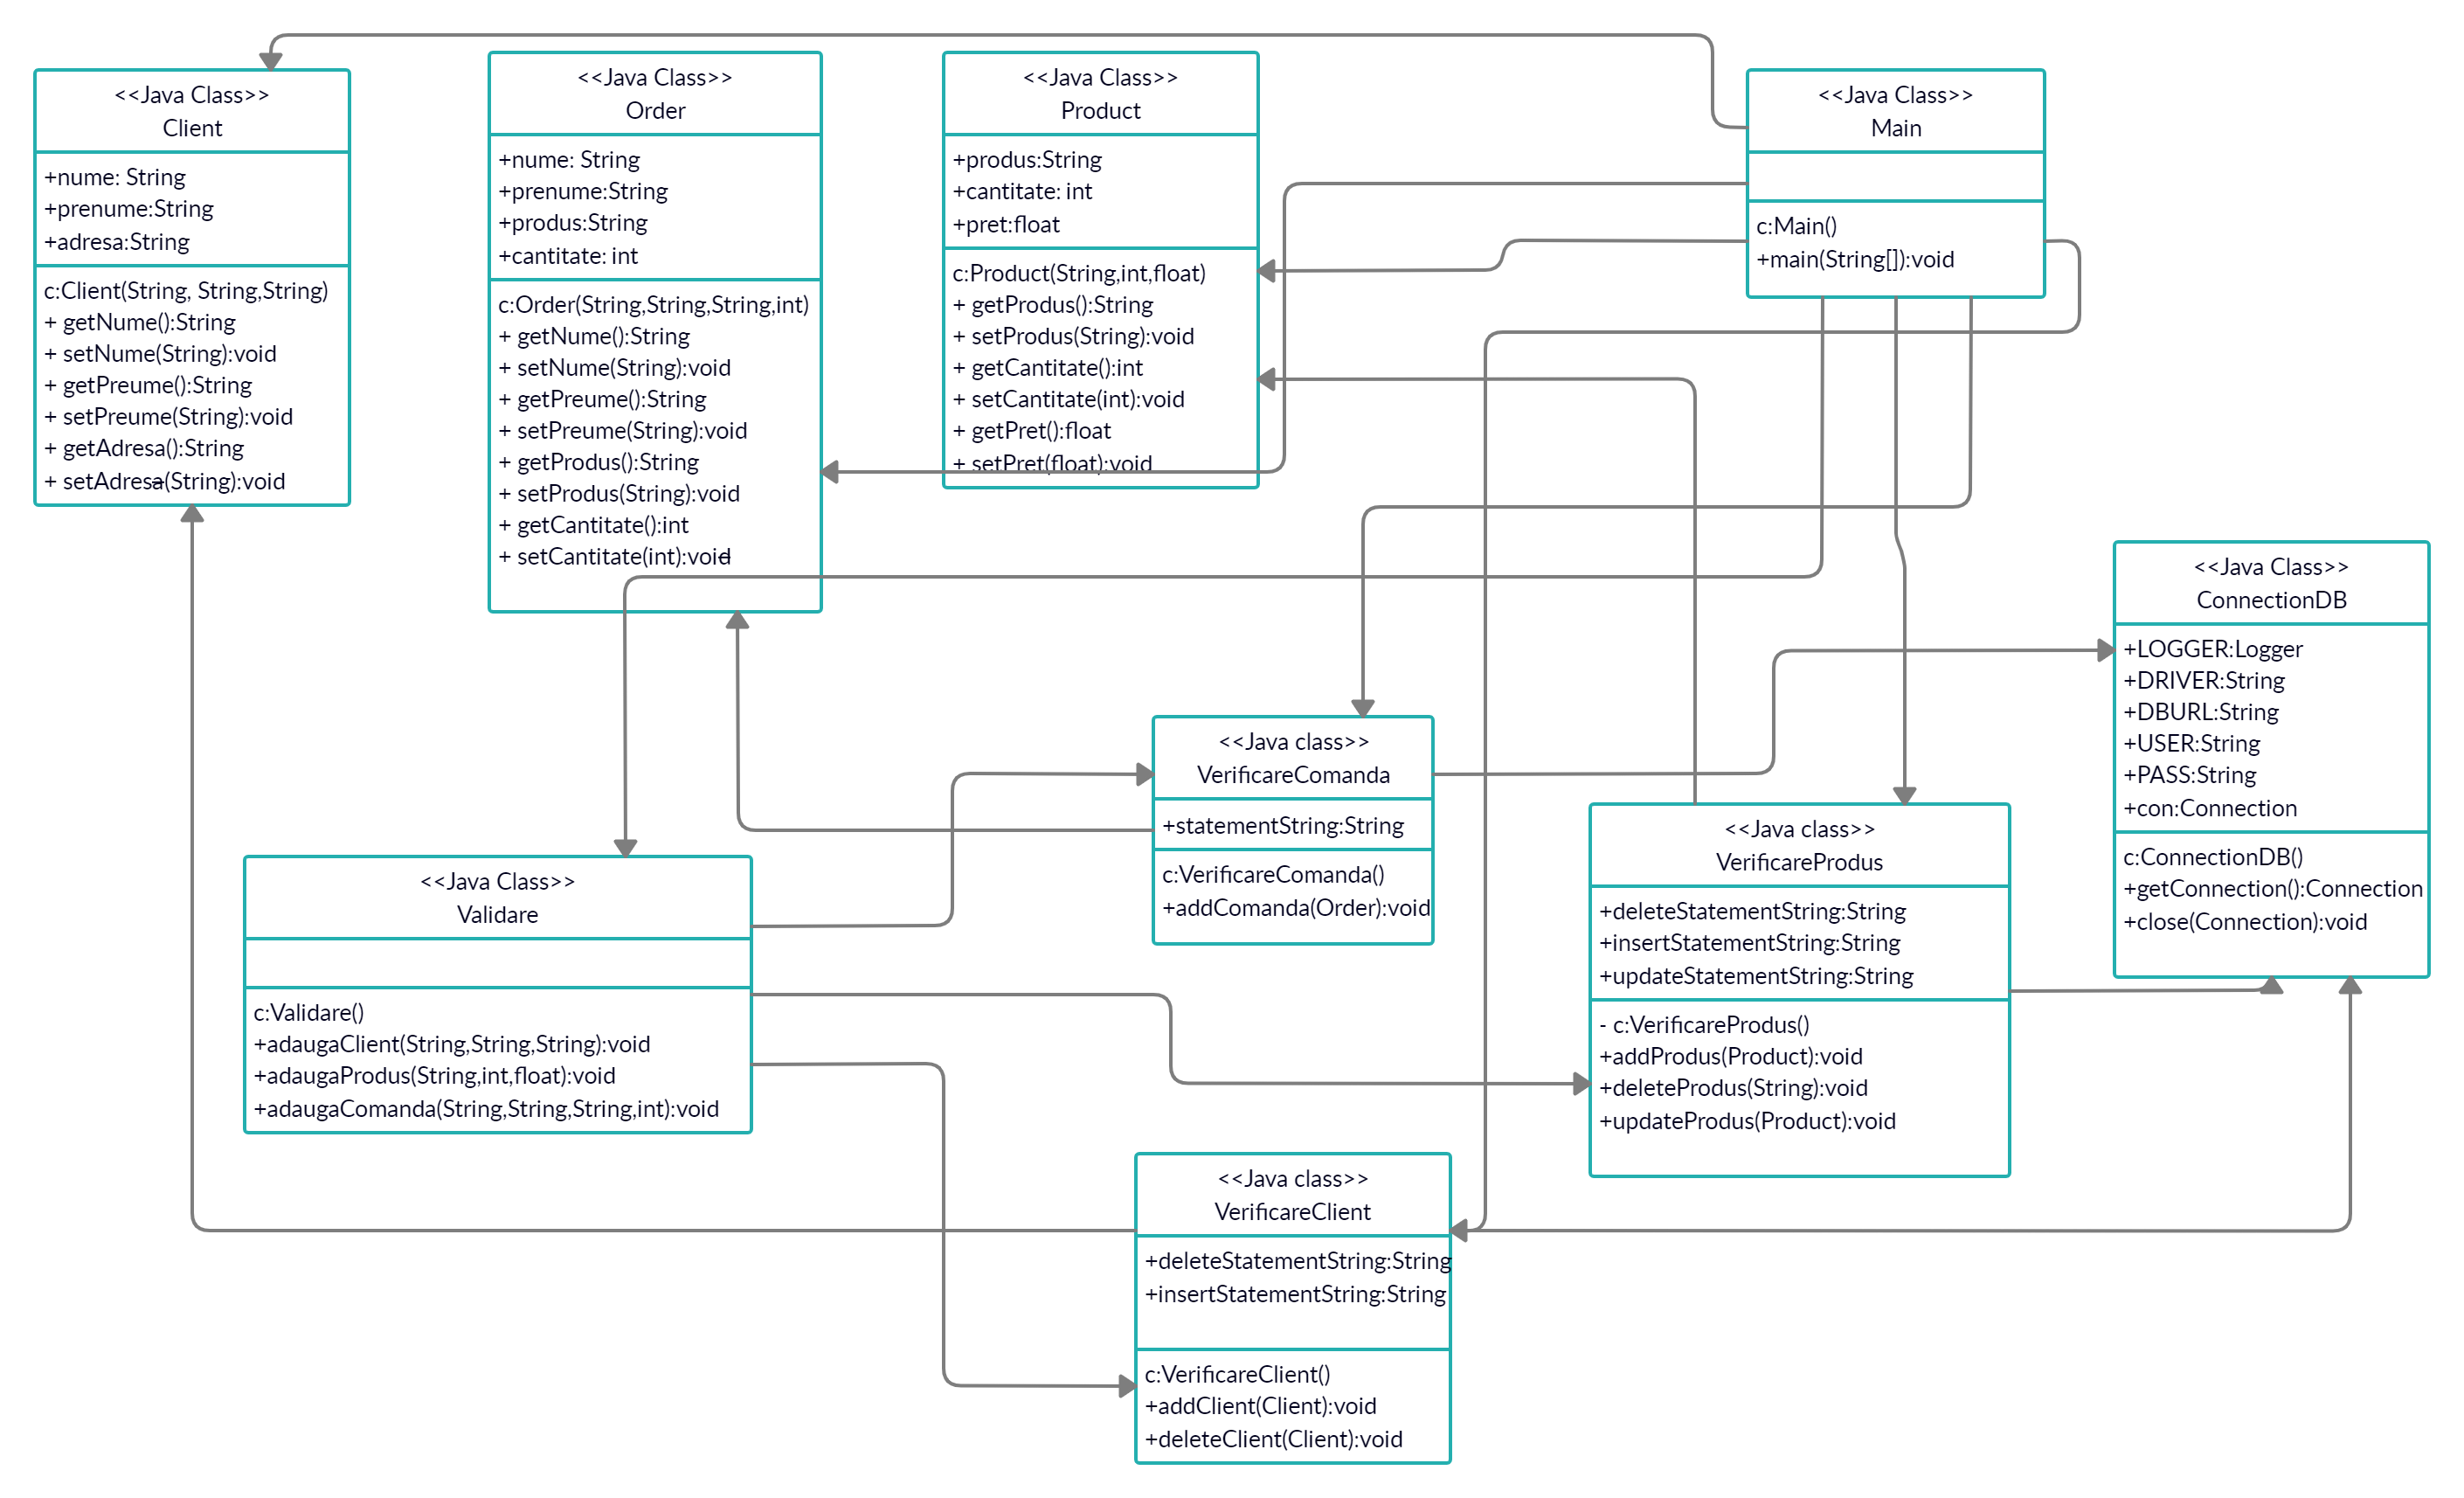 <<Java Class>>
Client
+nume: String
+prenume:String
+adresa:String
c:Client(String, String,String)
+ getNume():String
+ setNume(String):void
+ getPreume():String
+ setPreume(String):void
+ getAdresa():String
+ setAdresa(String):void
<<Java Class>>
Order
+nume: String
+prenume:String
+produs:String
+cantitate: int
c:Order(String,String,String,int)
+ getNume():String
+ setNume(String):void
+ getPreume():String
+ setPreume(String):void
+ getProdus():String
+ setProdus(String):void
+ getCantitate():int
+ setCantitate(int):void
<<Java Class>>
Product
+produs:String
+cantitate: int
+pret:float
c:Product(String,int,float)
+ getProdus():String
+ setProdus(String):void
+ getCantitate():int
+ setCantitate(int):void
+ getPret():float
+ setPret(float):void
<<Java Class>>
Main
c:Main()
+main(String[]):void
<<Java Class>>
ConnectionDB
+LOGGER:Logger
+DRIVER:String
+DBURL:String
+USER:String
+PASS:String
+con:Connection
c:ConnectionDB()
+getConnection():Connection
+close(Connection):void
<<Java class>>
VerificareComanda
+statementString:String
c:VerificareComanda()
+addComanda(Order):void
<<Java class>>
VerificareProdus
+deleteStatementString:String
+insertStatementString:String
+updateStatementString:String
- c:VerificareProdus()
+addProdus(Product):void
+deleteProdus(String):void
+updateProdus(Product):void
<<Java Class>>
Validare
c:Validare()
+adaugaClient(String,String,String):void
+adaugaProdus(String,int,float):void
+adaugaComanda(String,String,String,int):void
<<Java class>>
VerificareClient
+deleteStatementString:String
+insertStatementString:String
c:VerificareClient()
+addClient(Client):void
+deleteClient(Client):void